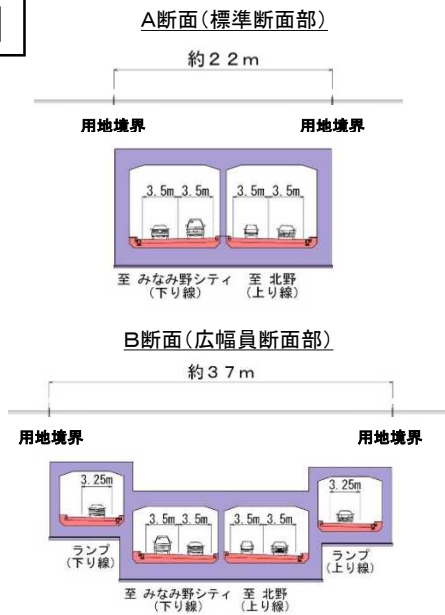 A断面(標準断面部)
約22m
用地境界 用地境界
3.5m 3.5m 3.5m 3.5m
至 みなみ野シティ 至 北野
(下り線) (上り線)
B断面(広幅員断面部)
約37m
用地境界 用地境界
3.25m 3.25m
3.5m 3.5m 3.5m 3.5m
ランプ ランプ
(下り線) (上り線)
至 みなみ野シティ 至 北野
(下り線) (上り線)